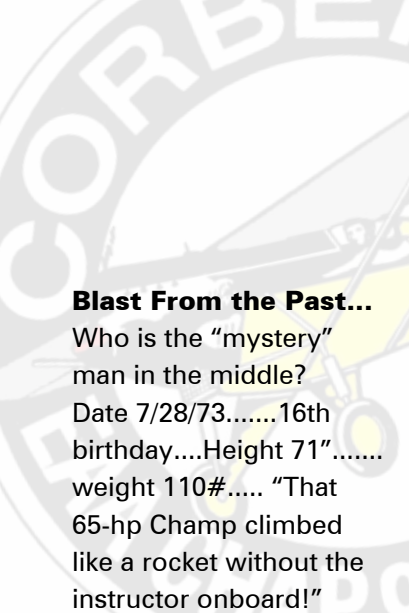 CORBE
Blast From the Past...
Who is the “mystery”
man in the middle?
Date 7/28/73.......16th
birthday....Height 71”.......
weight 110#..... “That
65-hp Champ climbed
like a rocket without the
instructor onboard!”